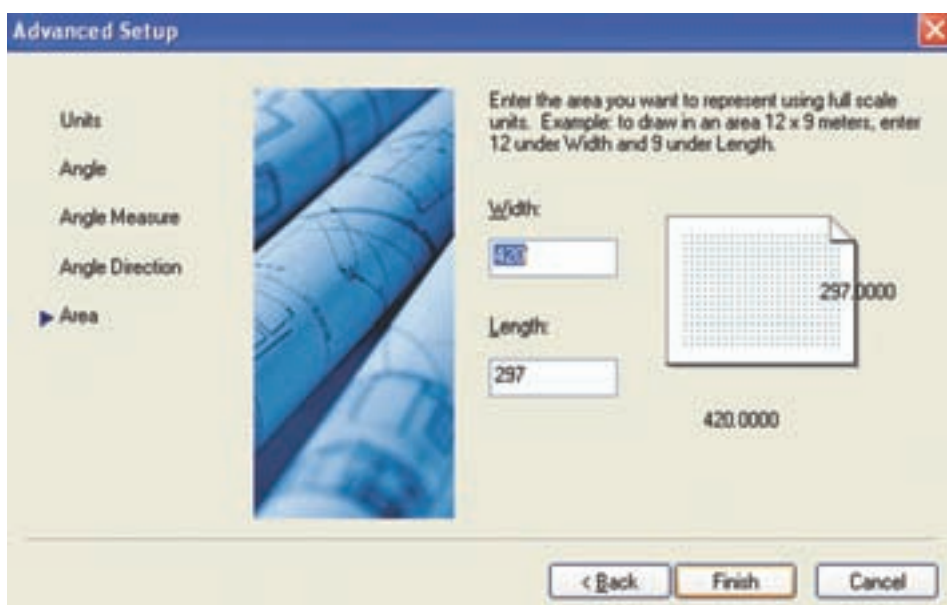 Advanced Setup
Units
Angle
Angle Measure
Angle Direction
Area
Enter the area you want to represent using full scale
units. Example: to draw in an area 12 x 9 meters, enter
12 under Width and 9 under Length.
Width:
420
Length:
297
297.0000
420.0000
< Back
Finish
Cancel